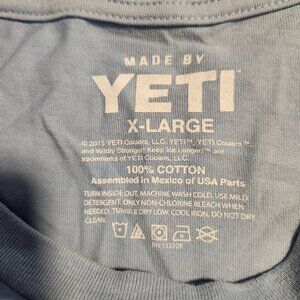 MADE BY
YETI
X-LARGE
© 2015 YETI Coolers, LLC. YETI™, YETI Coolers™
and Wildly Stronger! Keep Ice Longer!™ are
trademarks of YETI Coolers, LLC.
100% COTTON
Assembled in Mexico of USA Parts
TURN INSIDE OUT, MACHINE WASH COLD. USE MILD
DETERGENT. ONLY NON-CHLORINE BLEACH WHEN
NEEDED. TUMBLE DRY LOW. COOL IRON. DO NOT DRY
CLEAN.
RN 133209